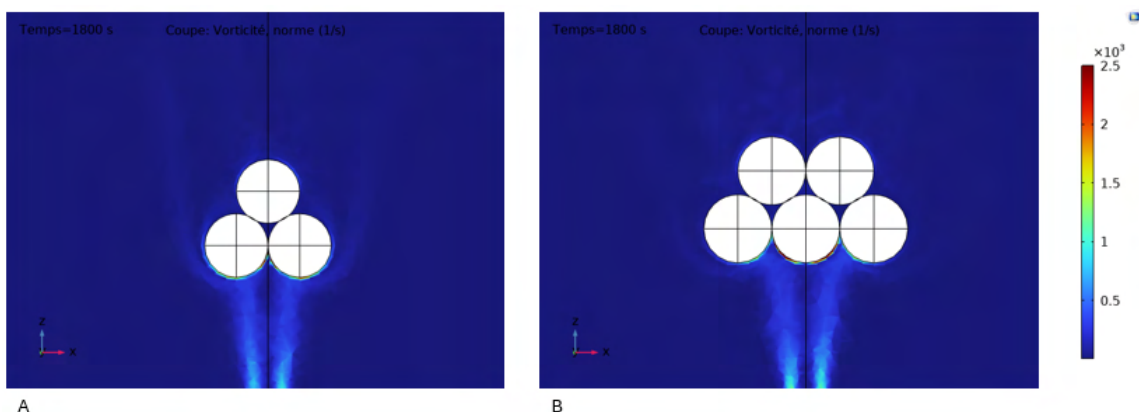 Temps=1800 s Coupe: Vorticité, norme (1/s)
Temps=1800 s Coupe: Vorticité, norme (1/s)
×10³
2.5
2
1.5
1
0.5
z
x
z
x
A
B